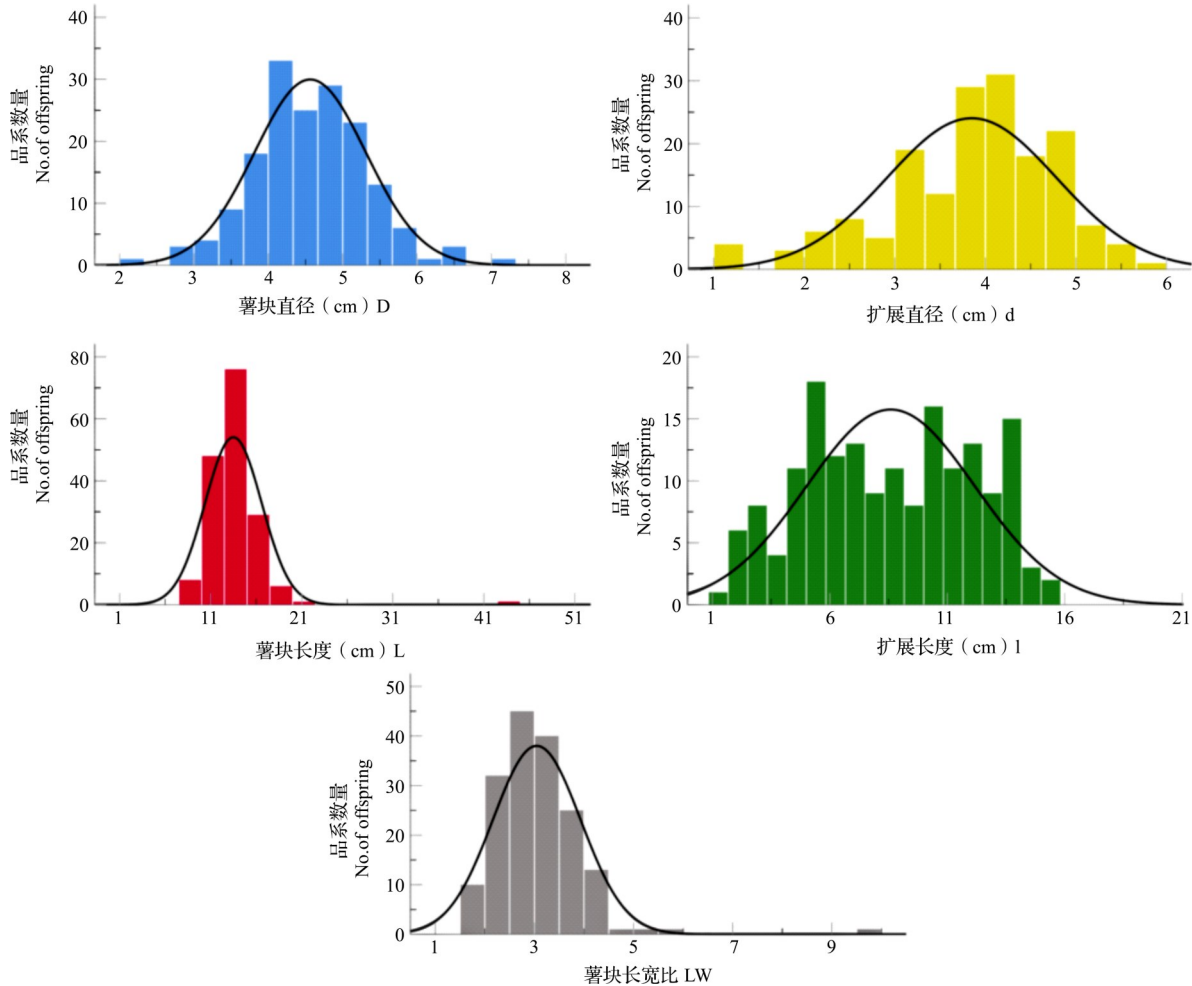 品系数量
No.of offspring
40
30
20
10
0
2 3 4 5 6 7 8
薯块直径（cm）D
品系数量
No.of offspring
40
30
20
10
0
1 2 3 4 5 6
扩展直径（cm）d
品系数量
No.of offspring
80
60
40
20
0
1 11 21 31 41 51
薯块长度（cm）L
品系数量
No.of offspring
20
15
10
5
0
1 6 11 16 21
扩展长度（cm）l
品系数量
No.of offspring
50
40
30
20
10
0
1 3 5 7 9
薯块长宽比 LW